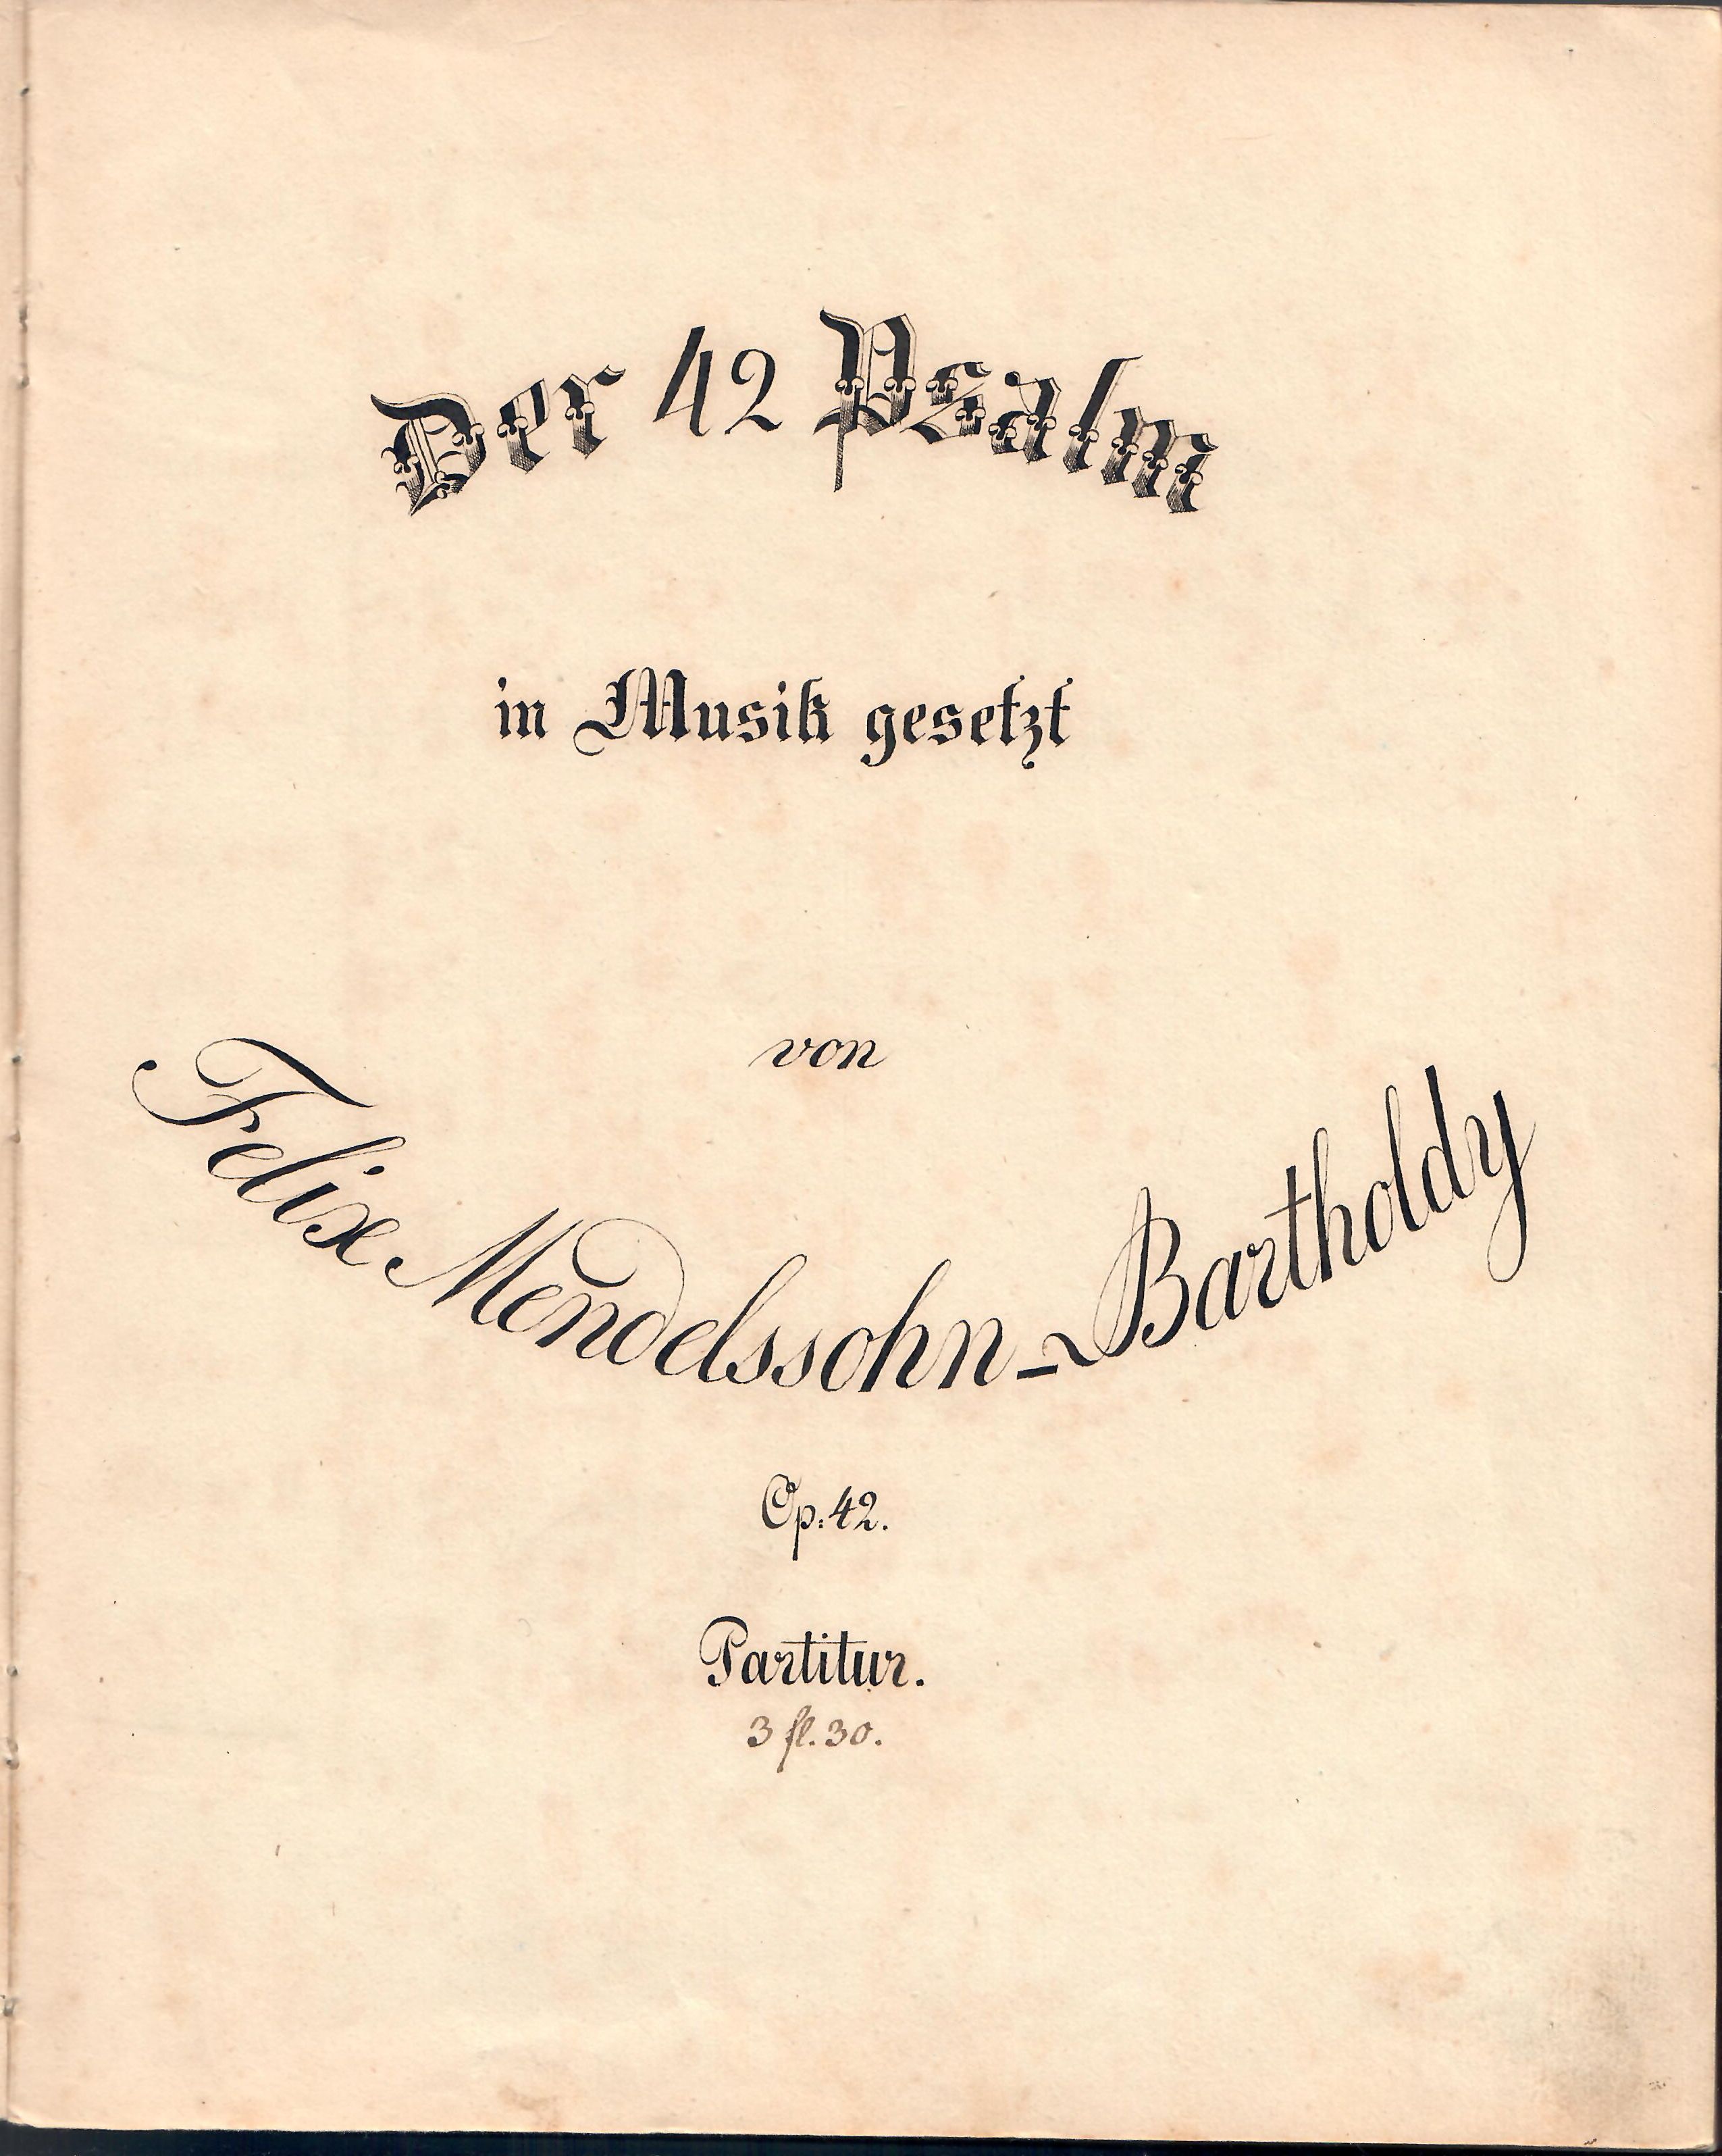 Der 42 Psalm
in Musik gesetzt
von
Felix Mendelssohn-Bartholdy
Op: 42.
Partitur.
3 fl. 30.